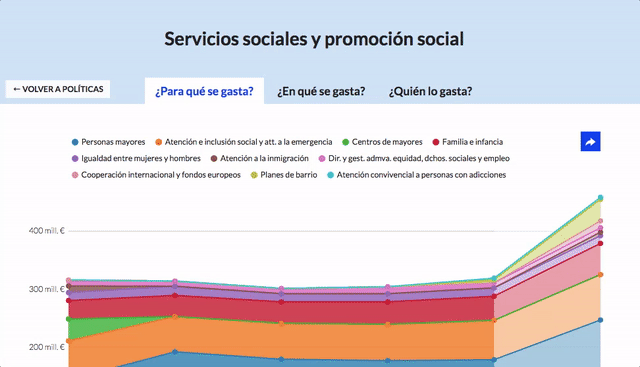 Servicios sociales y promoción social
← VOLVER A POLÍTICAS
¿Para qué se gasta? ¿En qué se gasta? ¿Quién lo gasta?
Personas mayores Atención e inclusión social y att. a la emergencia Centros de mayores Familia e infancia
Igualdad entre mujeres y hombres Atención a la inmigración Dir. y gest. admva. equidad, dchos. sociales y empleo
Cooperación internacional y fondos europeos Planes de barrio Atención convivencial a personas con adicciones
400 mill. €
300 mill. €
200 mill. €